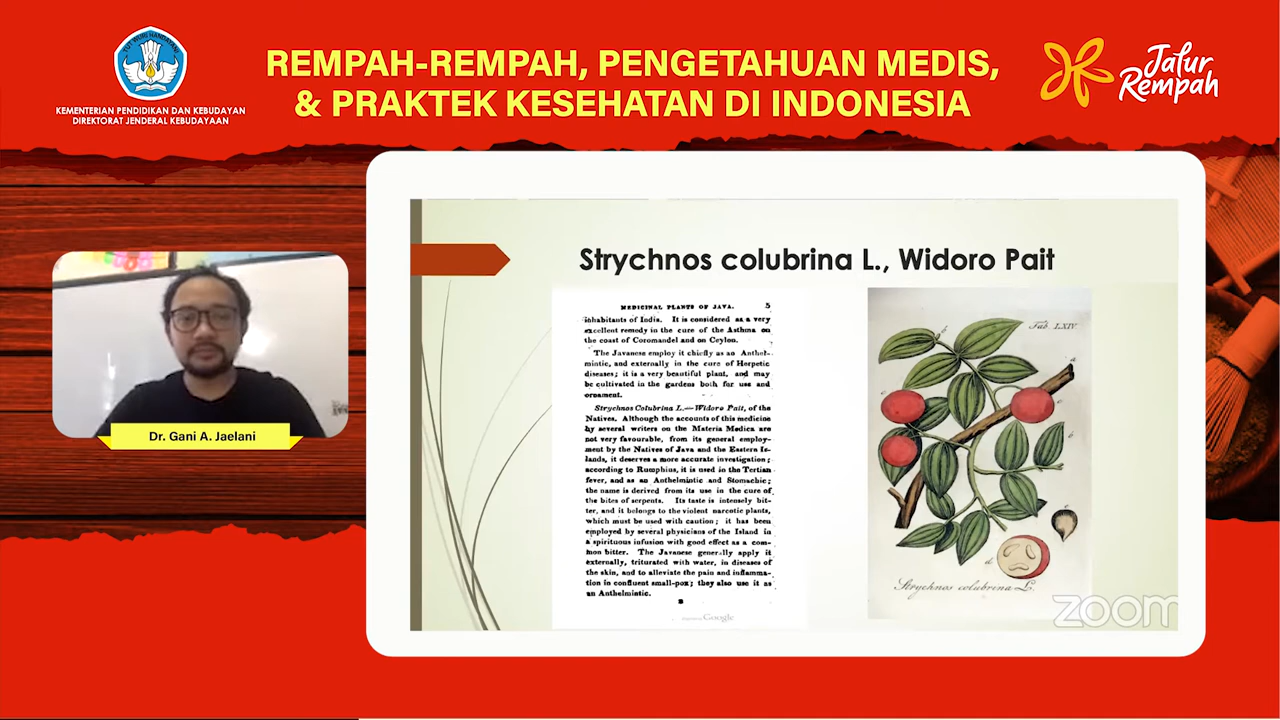 TUT WURI HANDAYANI
KEMENTERIAN PENDIDIKAN DAN KEBUDAYAN
DIREKTORAT JENDERAL KEBUDAYAAN
REMPAH-REMPAH, PENGETAHUAN MEDIS,
& PRAKTEK KESEHATAN DI INDONESIA
Jalur
Rempah
Dr. Gani A. Jaelani
Strychnos colubrina L., Widoro Pait
MEDICINAL PLANTS OF JAVA. 5
inhabitants of India. It is considered as a very
excellent remedy in the cure of the Asthma on
the coast of Coromandel and on Ceylon.
The Javanese employ it chiefly as an Anthel-
mintic, and externally in the cure of Herpetic
diseases; it is a very beautiful plant, and may
be cultivated in the gardens both for use and
ornament.
Strychnos Colubrina L.—Widoro Pait, of the
Natives. Although the accounts of this medicine
by several writers on the Materia Medica are
not very favourable, from its general employ-
ment by the Natives of Java and the Eastern Is-
lands, it deserves a more accurate investigation;
according to Rumphius, it is used in the Tertian
fever, and as an Anthelmintic and Stomachic;
the name is derived from its use in the cure of
the bites of serpents. Its taste is intensely bit-
ter, and it belongs to the violent narcotic plants,
which must be used with caution; it has been
employed by several physicians of the Island in
a spirituous infusion with good effect as a com-
mon bitter. The Javanese generally apply it
externally, triturated with water, in diseases of
the skin, and to alleviate the pain and inflamma-
tion in confluent small-pox; they also use it as
an Anthelmintic.
Google
Tab. LXIV.
a
b
b
c
d
Strychnos colubrina L.
zoom